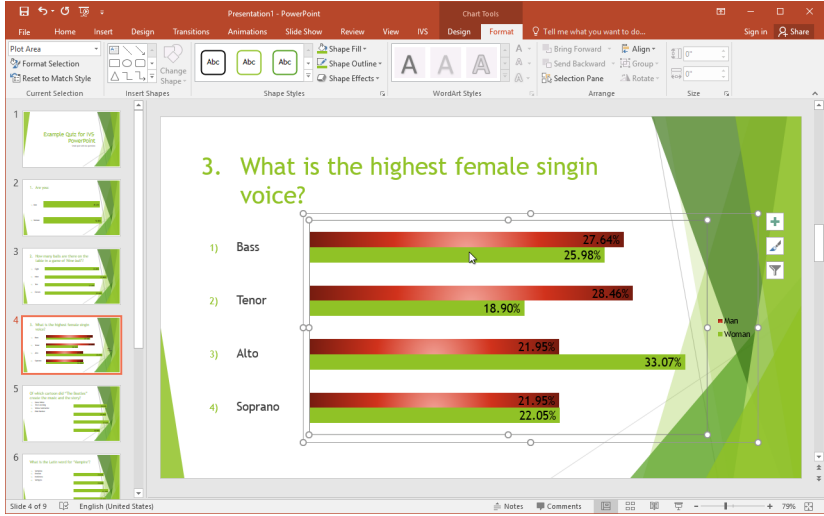 Presentation1 - PowerPoint
Chart Tools
File Home Insert Design Transitions Animations Slide Show Review View IVS Design Format Tell me what you want to do... Sign in Share
Plot Area
Format Selection
Reset to Match Style
Current Selection
Change
Shape
Insert Shapes
Abc Abc Abc
Shape Fill
Shape Outline
Shape Effects
Shape Styles
A A A
A
A
A
WordArt Styles
Bring Forward
Send Backward
Selection Pane
Align
Group
Rotate
Arrange
0"
0"
Size
1
Example Quiz for IVS
PowerPoint
2
3
4
5
6
3. What is the highest female singin
voice?
1) Bass
27.64%
25.98%
2) Tenor
28.46%
18.90%
3) Alto
21.95%
33.07%
4) Soprano
21.95%
22.05%
Man
Woman
Slide 4 of 9 English (United States) Notes Comments 79%